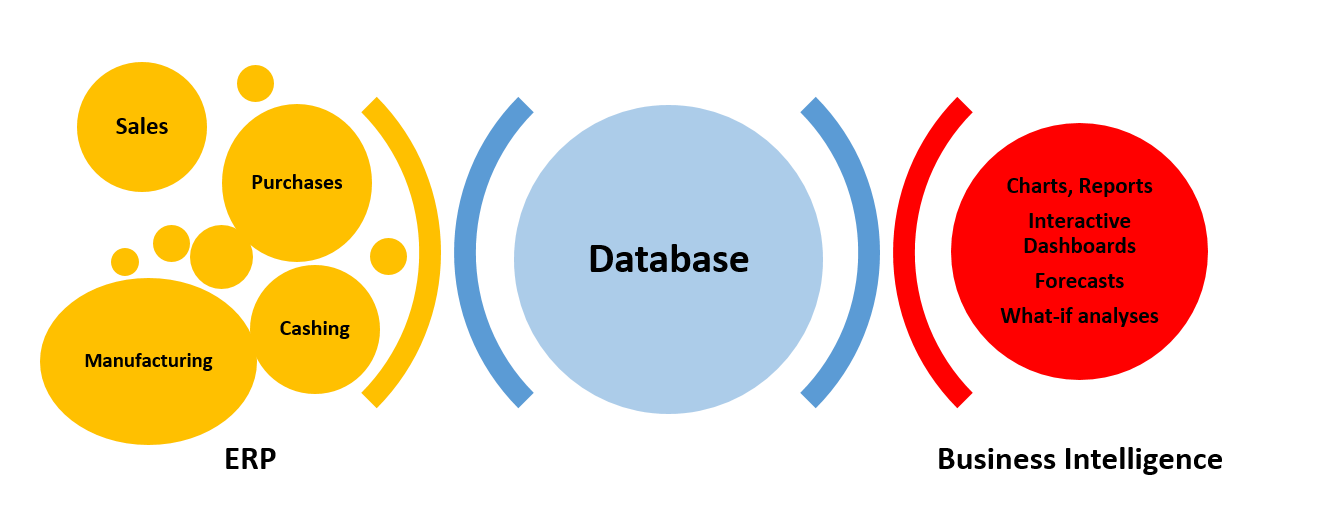 Sales
Purchases
Cashing
Manufacturing
ERP
Database
Charts, Reports
Interactive
Dashboards
Forecasts
What-if analyses
Business Intelligence